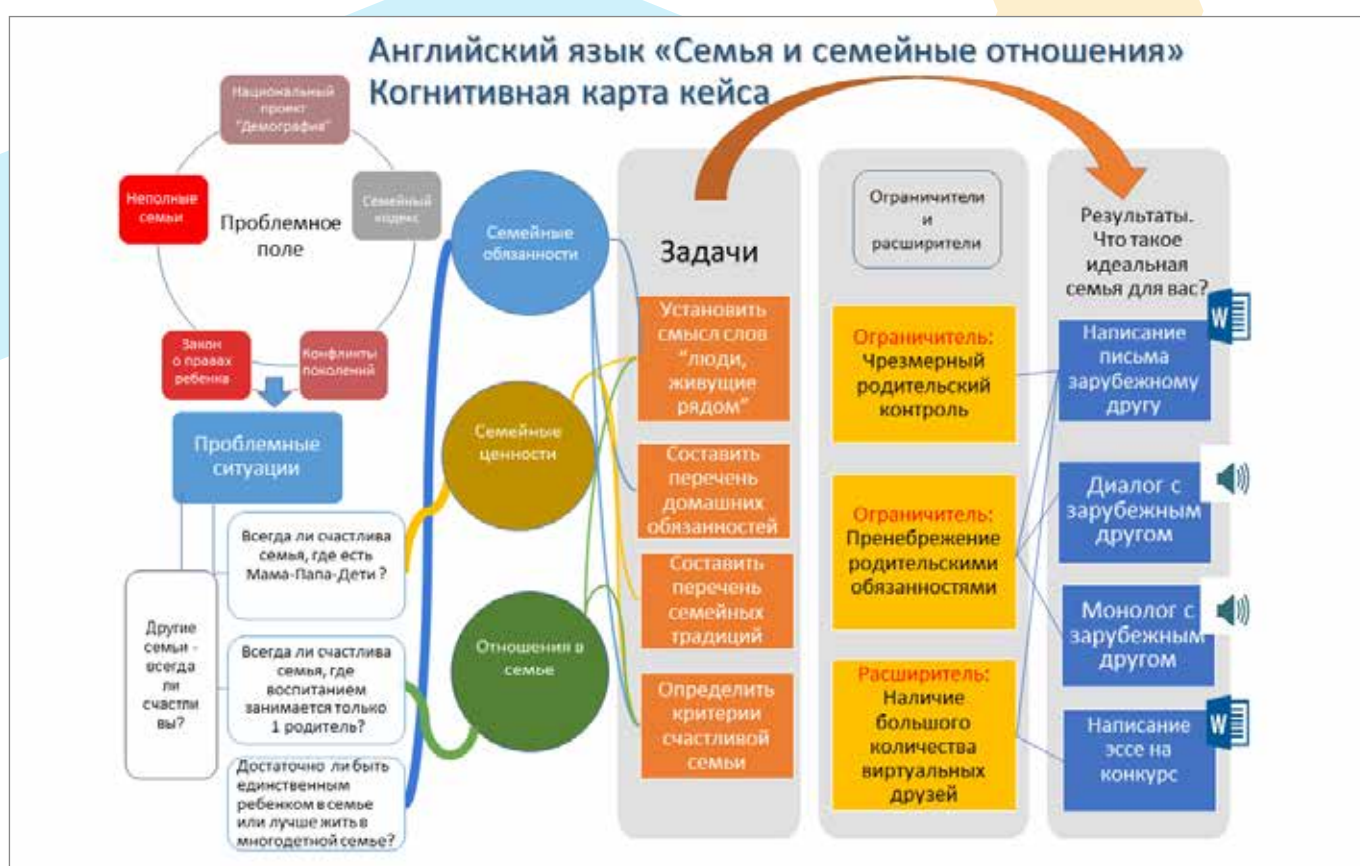 Английский язык «Семья и семейные отношения»
Когнитивная карта кейса
Национальный
проект
"Демография"
Неполные
семьи
Семейный
кодекс
Проблемное
поле
Закон
о правах
ребенка
Конфликты
поколений
Проблемные
ситуации
Всегда ли счастлива
семья, где есть
Мама-Папа-Дети ?
Другие
семьи -
всегда
ли
счастли
вы?
Всегда ли счастлива
семья, где
воспитанием
занимается только
1 родитель?
Достаточно ли быть
единственным
ребенком в семье
или лучше жить в
многодетной семье?
Семейные
обязанности
Семейные
ценности
Отношения в
семье
Задачи
Установить
смысл слов
"люди,
живущие
рядом"
Составить
перечень
домашних
обязанностей
Составить
перечень
семейных
традиций
Определить
критерии
счастливой
семьи
Ограничители
и
расширители
Ограничитель:
Чрезмерный
родительский
контроль
Ограничитель:
Пренебрежение
родительскими
обязанностями
Расширитель:
Наличие
большого
количества
виртуальных
друзей
Результаты.
Что такое
идеальная
семья для вас?
W
Написание
письма
зарубежному
другу
Диалог с
зарубежным
другом
Монолог с
зарубежным
другом
W
Написание
эссе на
конкурс